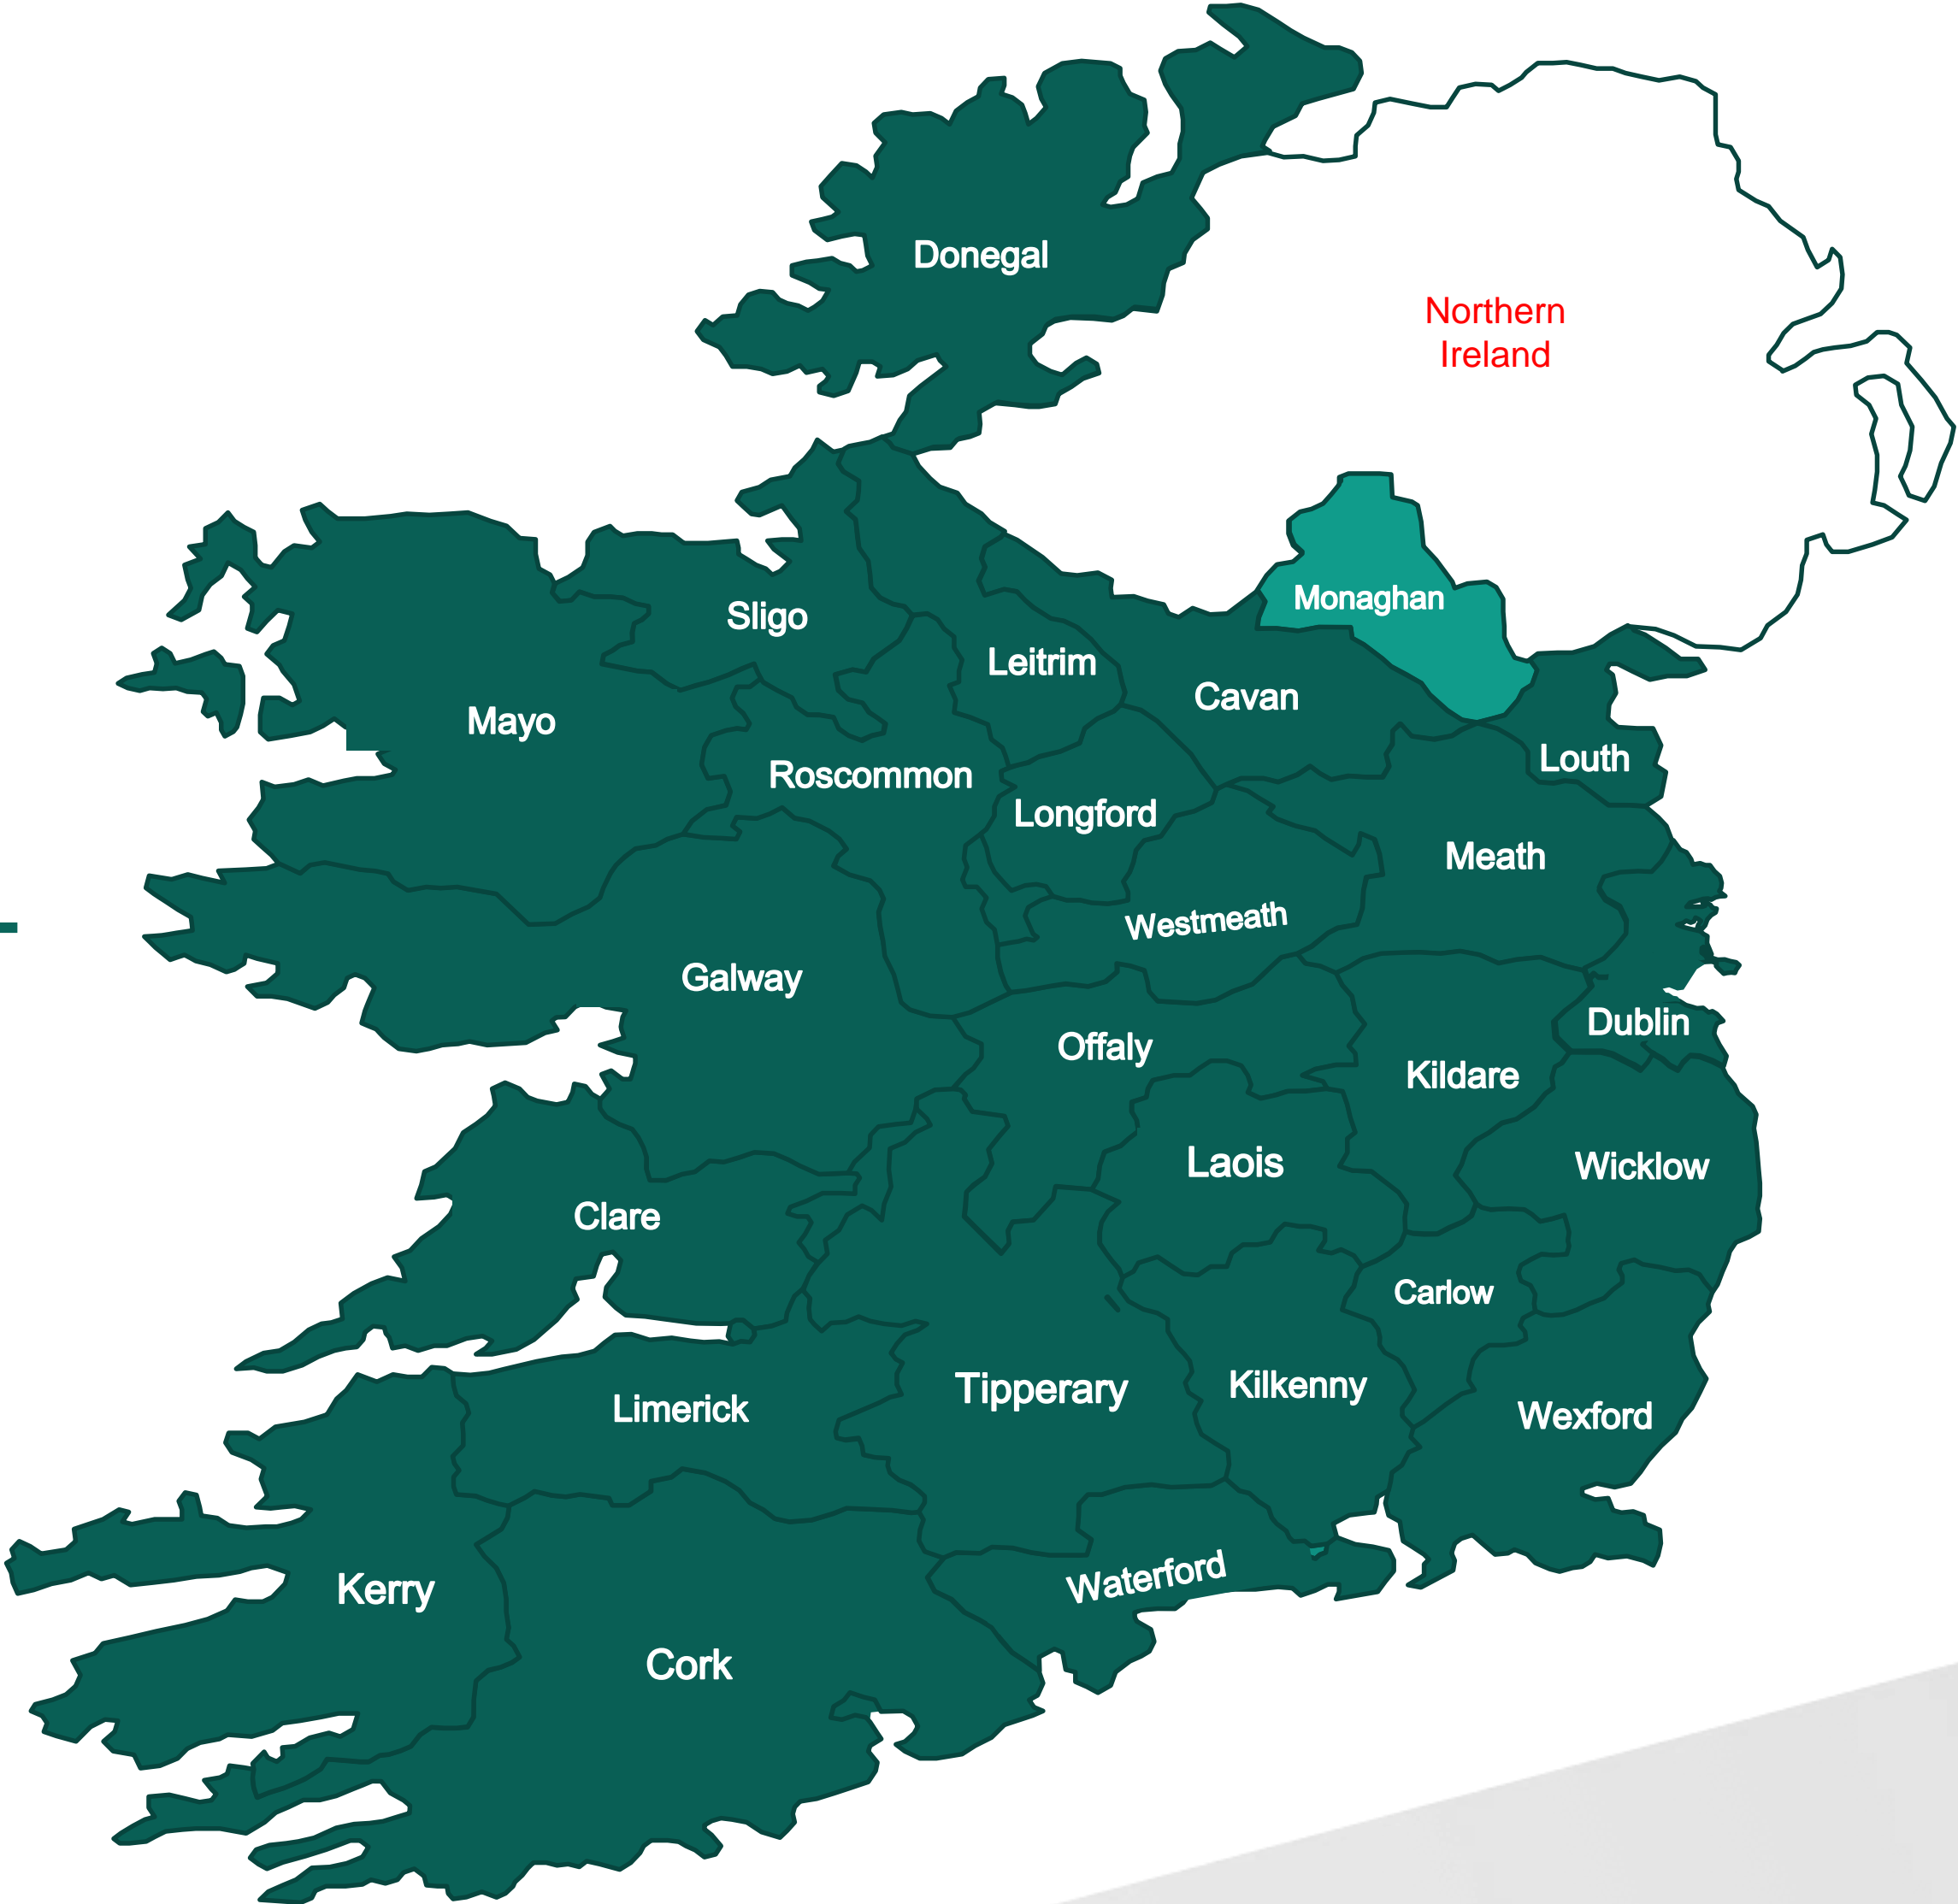 Donegal
Northern
Ireland
Monaghan
Sligo
Leitrim
Cavan
Mayo
Louth
Roscommon
Longford
Meath
Westmeath
Galway
Dublin
Offaly
Kildare
Laois
Wicklow
Clare
Carlow
Tipperary
Kilkenny
Limerick
Wexford
Waterford
Kerry
Cork